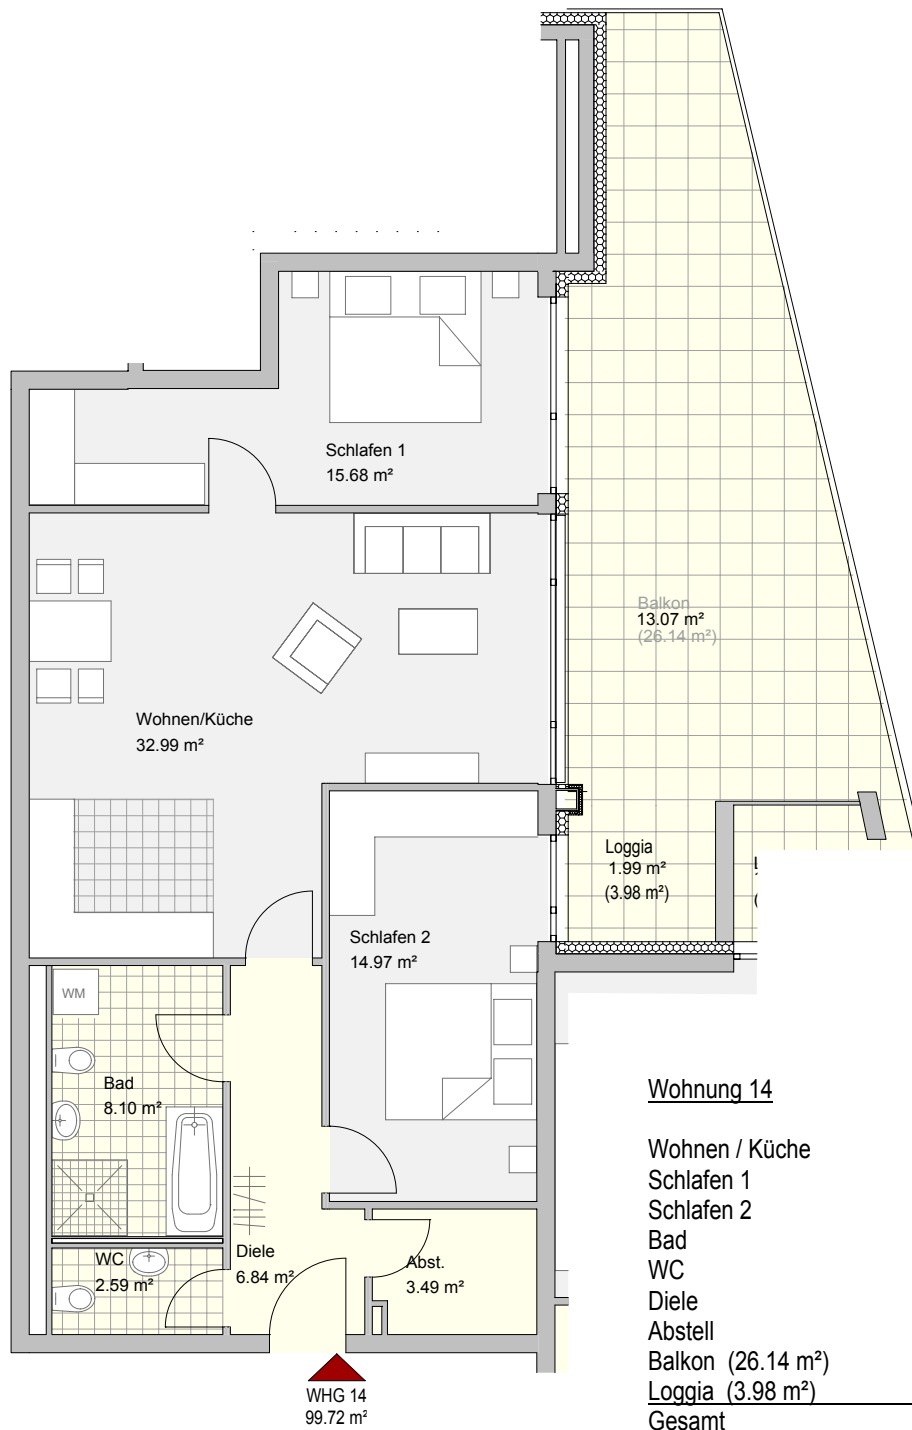 Schlafen 1
15.68 m²
Balkon
13.07 m²
(26.14 m²)
Wohnen/Küche
32.99 m²
Loggia
1.99 m²
(3.98 m²)
Schlafen 2
14.97 m²
WM
Bad
8.10 m²
WC
2.59 m²
Diele
6.84 m²
Abst.
3.49 m²
WHG 14
99.72 m²
Wohnung 14
Wohnen / Küche
Schlafen 1
Schlafen 2
Bad
WC
Diele
Abstell
Balkon (26.14 m²)
Loggia (3.98 m²)
Gesamt